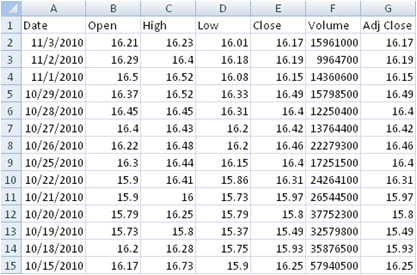 A B C D E F G
1 Date Open High Low Close Volume Adj Close
2 11/3/2010 16.21 16.23 16.01 16.17 15961000 16.17
3 11/2/2010 16.29 16.4 16.18 16.19 9964700 16.19
4 11/1/2010 16.5 16.52 16.08 16.15 14360600 16.15
5 10/29/2010 16.37 16.52 16.33 16.49 15798500 16.49
6 10/28/2010 16.45 16.45 16.31 16.4 12250400 16.4
7 10/27/2010 16.4 16.43 16.2 16.42 13764400 16.42
8 10/26/2010 16.22 16.48 16.2 16.46 22279300 16.46
9 10/25/2010 16.3 16.44 16.15 16.4 17251500 16.4
10 10/22/2010 15.9 16.41 15.86 16.31 24264100 16.31
11 10/21/2010 15.9 16 15.73 15.97 26544500 15.97
12 10/20/2010 15.79 16.25 15.79 15.8 37752300 15.8
13 10/19/2010 15.73 15.8 15.37 15.49 32579800 15.49
14 10/18/2010 16.2 16.28 15.75 15.93 35876500 15.93
15 10/15/2010 16.17 16.73 15.9 16.25 57940500 16.25